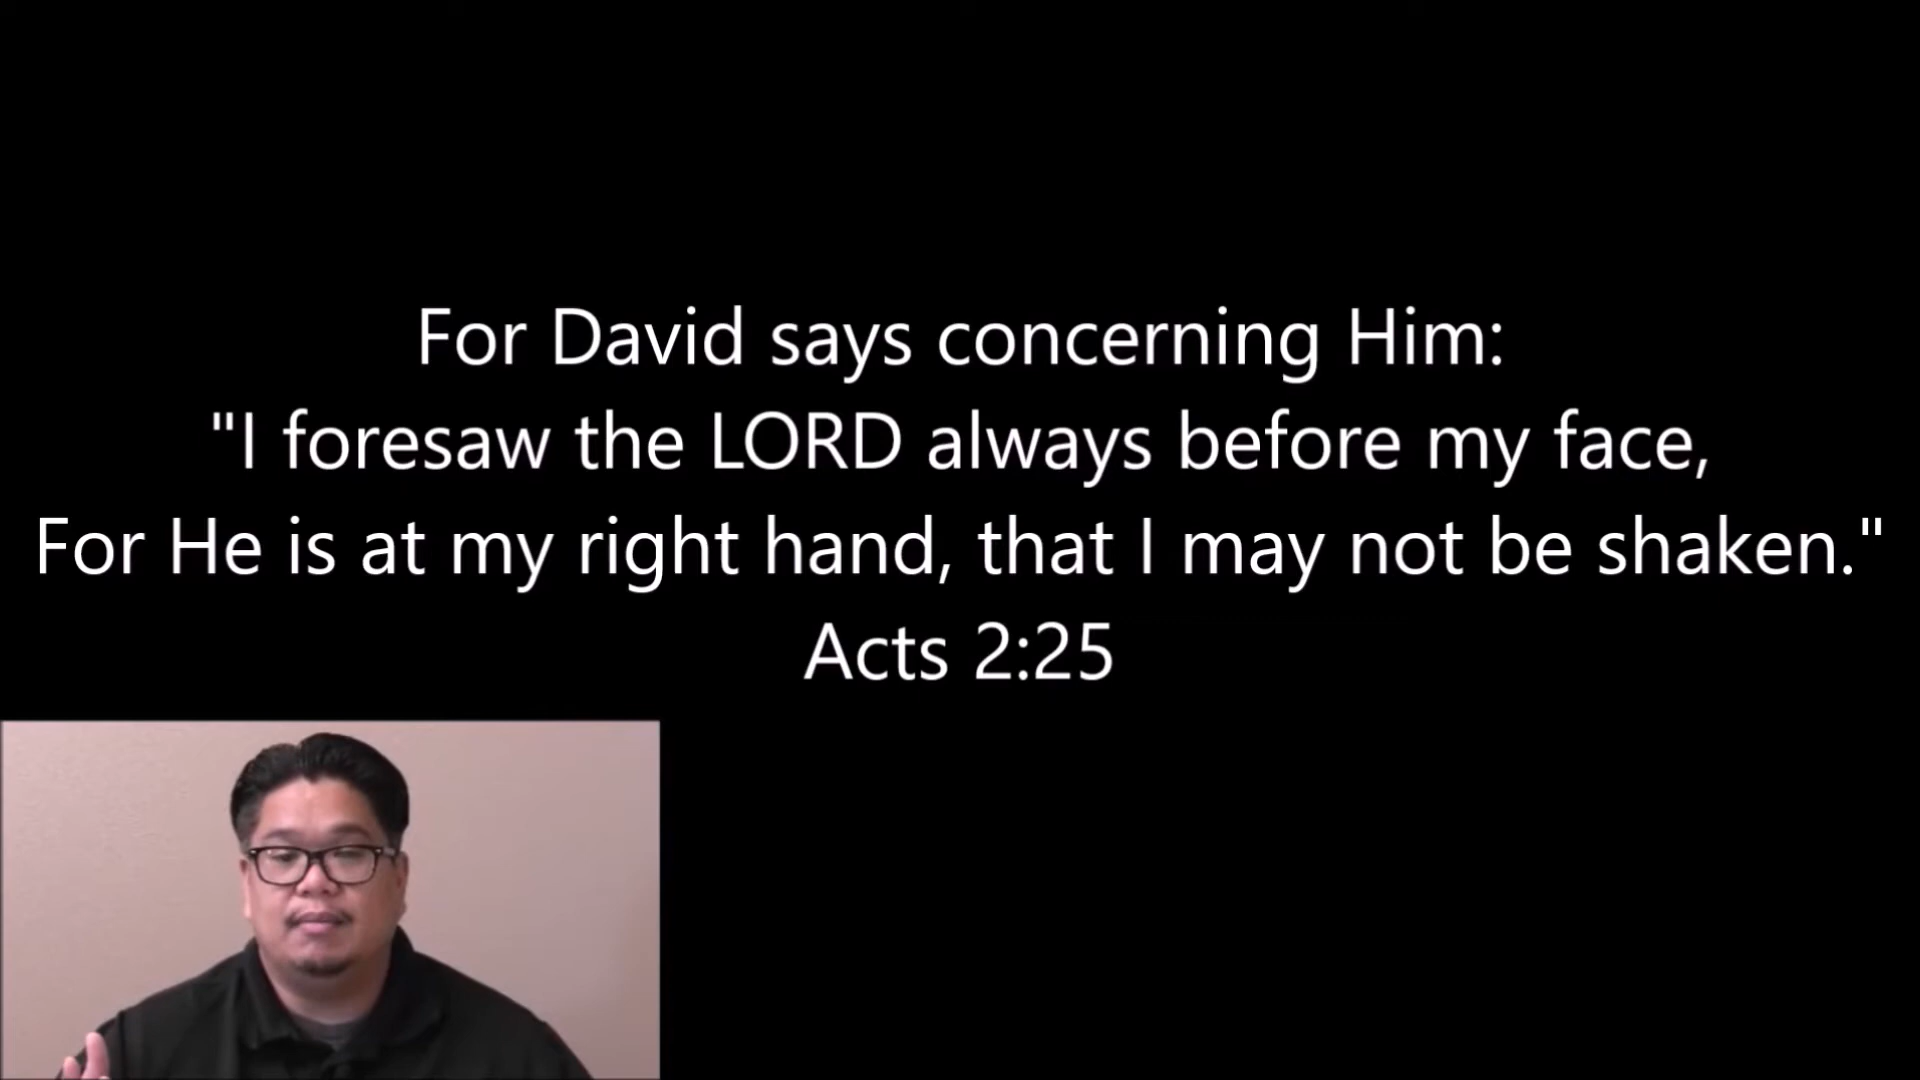 For David says concerning Him:
"I foresaw the LORD always before my face,
For He is at my right hand, that I may not be shaken."
Acts 2:25